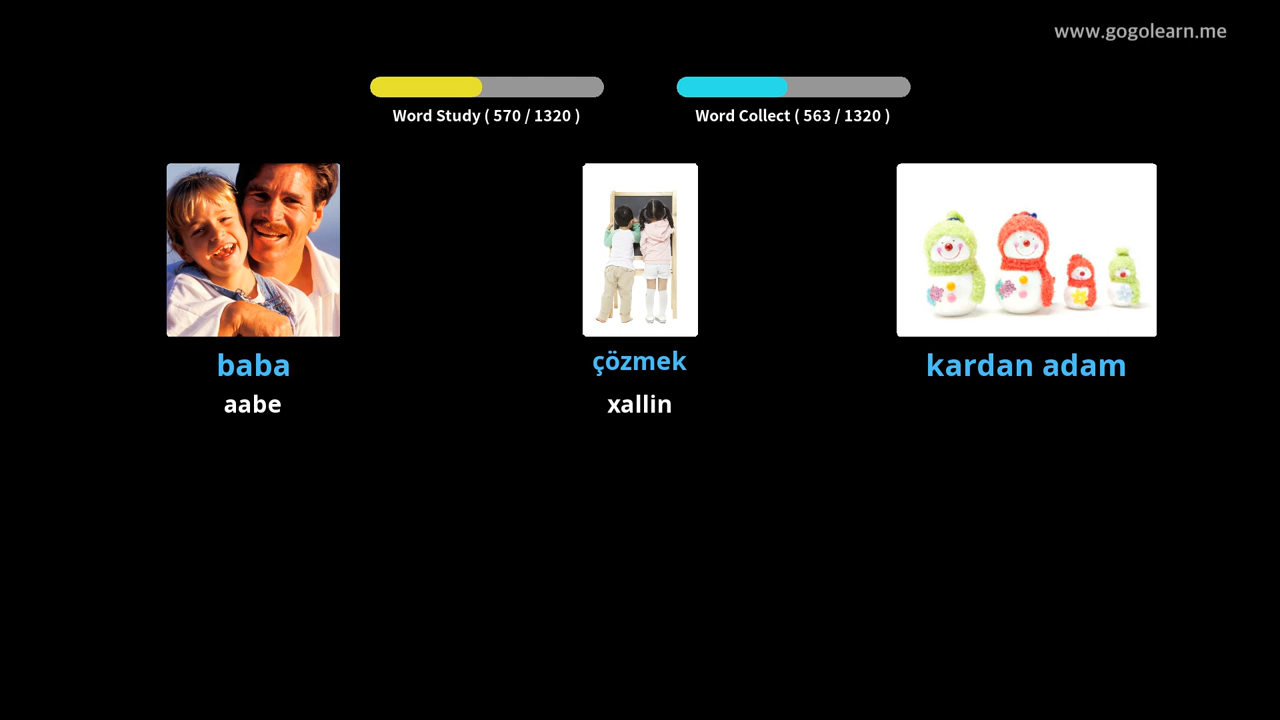 www.gogolearn.me
Word Study ( 570 / 1320 )
Word Collect ( 563 / 1320 )
baba
çözmek
kardan adam
aabe
xallin